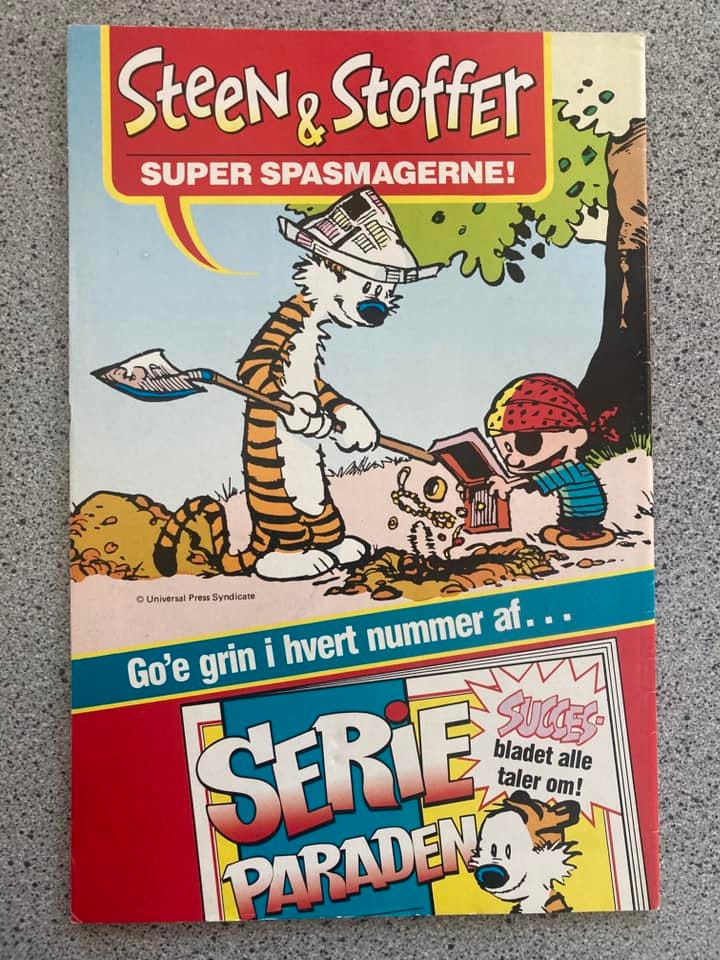 Steen & Stoffer
SUPER SPASMAGERNE!
© Universal Press Syndicate
Go'e grin i hvert nummer af...
SUCCES-
bladet alle
taler om!
SERiE
PARADEN